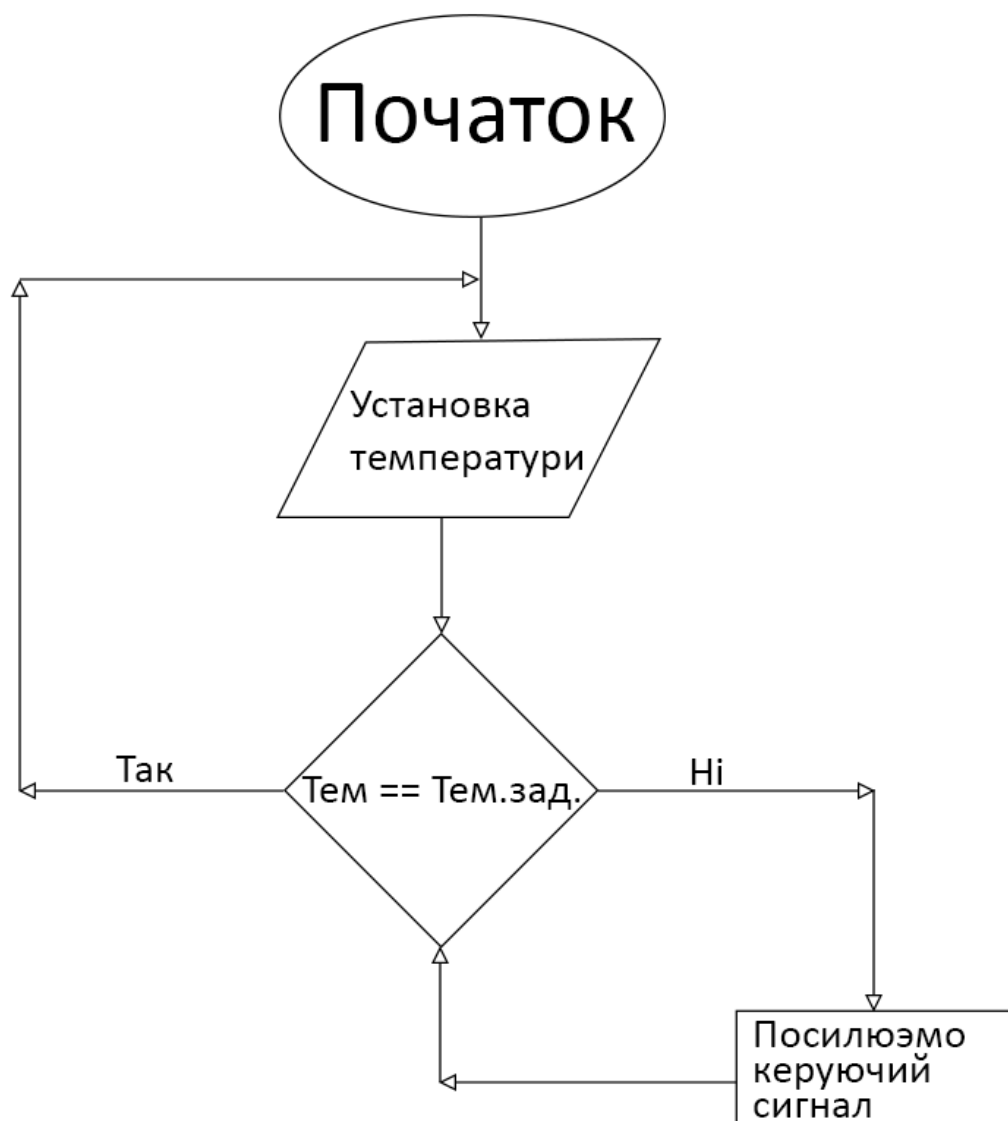 Початок
Установка
температури
Тем == Тем.зад.
Так
Ні
Посилюэмо
керуючий
сигнал